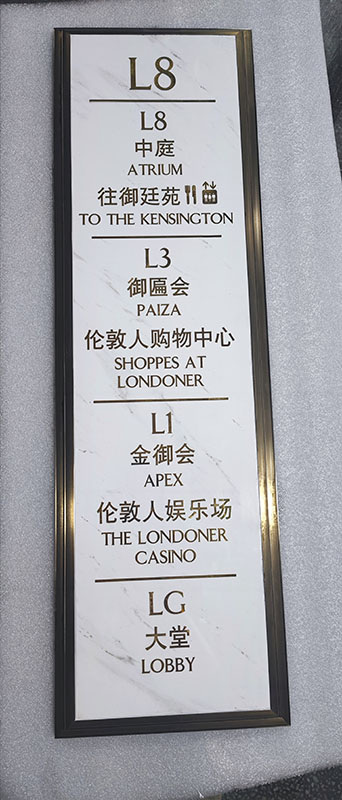 L8
L8
中庭
ATRIUM
往御廷苑
TO THE KENSINGTON
L3
御匾会
PAIZA
伦敦人购物中心
SHOPPES AT
LONDONER
L1
金御会
APEX
伦敦人娱乐场
THE LONDONER
CASINO
LG
大堂
LOBBY